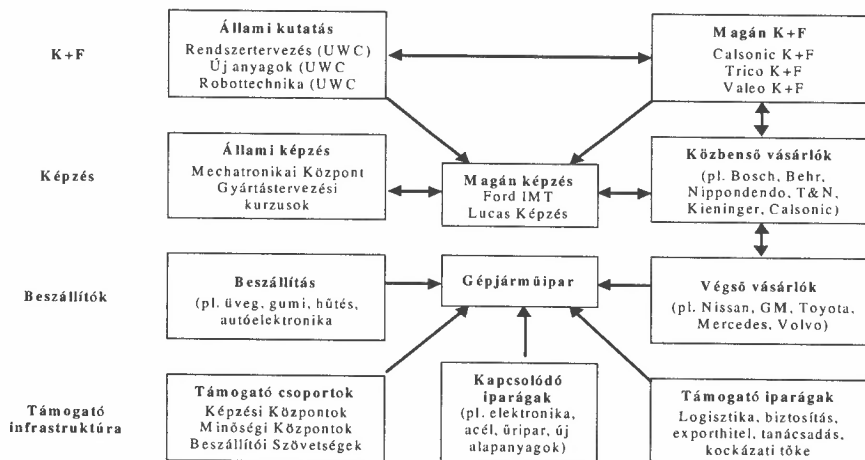 K+F
Állami kutatás
Rendszertervezés (UWC)
Új anyagok (UWC
Robottechnika (UWC
Magán K+F
Calsonic K+F
Trico K+F
Valeo K+F
Képzés
Állami képzés
Mechatronikai Központ
Gyártástervezési
kurzusok
Magán képzés
Ford IMT
Lucas Képzés
Közbenső vásárlók
(pl. Bosch, Behr,
Nippondendo, T&N,
Kieninger, Calsonic)
Beszállítók
Beszállítás
(pl. üveg, gumi, hűtés,
autóelektronika
Gépjárműipar
Végső vásárlók
(pl. Nissan, GM, Toyota,
Mercedes, Volvo)
Támogató
infrastruktúra
Támogató csoportok
Képzési Központok
Minőségi Központok
Beszállítói Szövetségek
Kapcsolódó
iparágak
(pl. elektronika,
acél, űripar, új
alapanyagok)
Támogató iparágak
Logisztika, biztosítás,
exporthitel, tanácsadás,
kockázati tőke